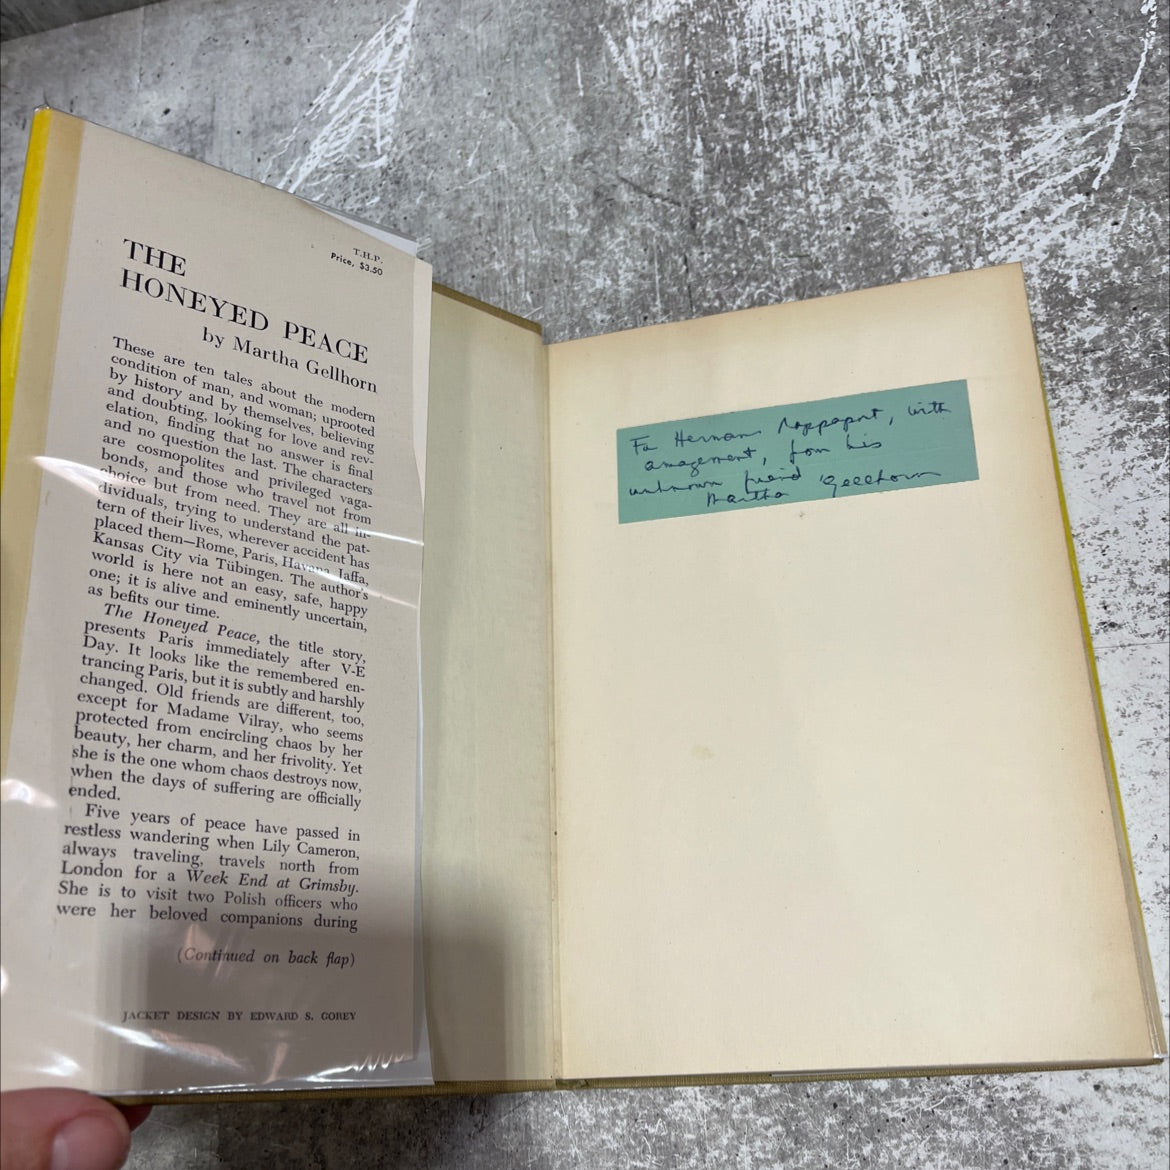 T.H.P.
Price, $3.50
THE
HONEYED PEACE
by Martha Gellhorn
These are ten tales about the modern
condition of man, and woman; uprooted
by history and by themselves, believing
and doubting, looking for love and rev-
elation, finding that no answer is final
and no question the last. The characters
are cosmopolites and privileged vaga-
bonds, and those who travel not from
choice but from need. They are all in-
dividuals, trying to understand the pat-
tern of their lives, wherever accident has
placed them—Rome, Paris, Havana, Jaffa,
Kansas City via Tübingen. The author's
world is here not an easy, safe, happy
one; it is alive and eminently uncertain,
as befits our time.
The Honeyed Peace, the title story,
presents Paris immediately after V-E
Day. It looks like the remembered en-
trancing Paris, but it is subtly and harshly
changed. Old friends are different, too,
except for Madame Vilray, who seems
protected from encircling chaos by her
beauty, her charm, and her frivolity. Yet
she is the one whom chaos destroys now,
when the days of suffering are officially
ended.
Five years of peace have passed in
restless wandering when Lily Cameron,
always traveling, travels north from
London for a Week End at Grimsby.
She is to visit two Polish officers who
were her beloved companions during
(Continued on back flap)
JACKET DESIGN BY EDWARD S. GOREY
For Herman Rappaport, with
amazement, from his
unknown friend
Martha Gellhorn